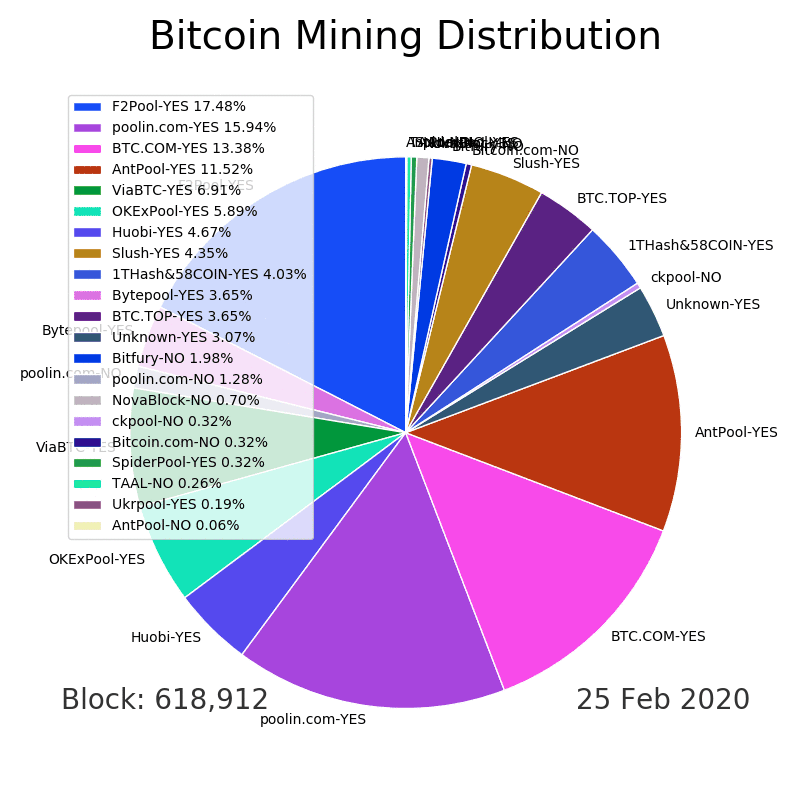 Bitcoin Mining Distribution
F2Pool-YES 17.48%
poolin.com-YES 15.94%
BTC.COM-YES 13.38%
AntPool-YES 11.52%
ViaBTC-YES 6.91%
OKExPool-YES 5.89%
Huobi-YES 4.67%
Slush-YES 4.35%
1THash&58COIN-YES 4.03%
Bytepool-YES 3.65%
BTC.TOP-YES 3.65%
Unknown-YES 3.07%
Bitfury-NO 1.98%
poolin.com-NO 1.28%
NovaBlock-NO 0.70%
ckpool-NO 0.32%
Bitcoin.com-NO 0.32%
SpiderPool-YES 0.32%
TAAL-NO 0.26%
Ukrpool-YES 0.19%
AntPool-NO 0.06%
Bitcoin.com-NO
Slush-YES
BTC.TOP-YES
1THash&58COIN-YES
ckpool-NO
Unknown-YES
AntPool-YES
BTC.COM-YES
poolin.com-YES
Huobi-YES
OKExPool-YES
ViaBTC-YES
poolin.com-NO
Bytepool-YES
F2Pool-YES
Block: 618,912
25 Feb 2020